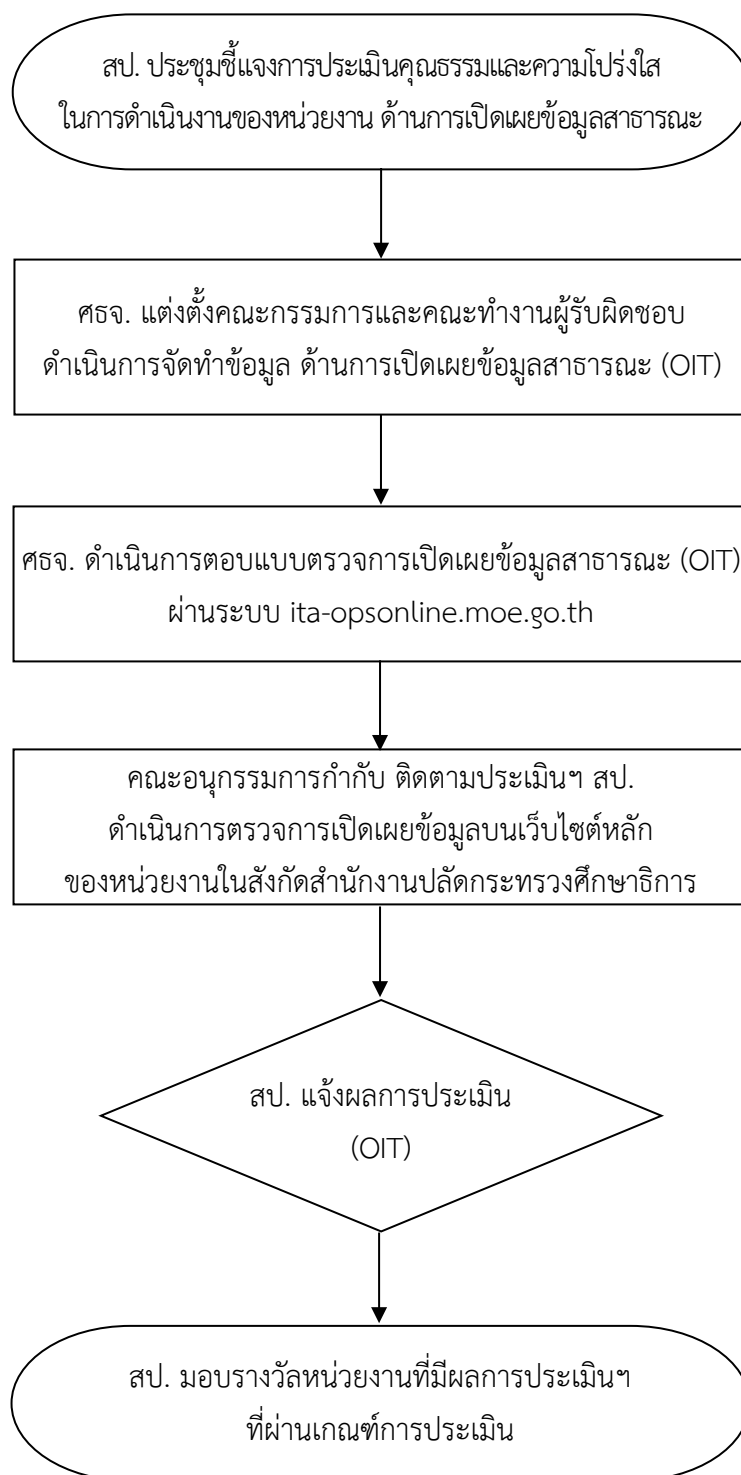 สป. ประชุมชี้แจงการประเมินคุณธรรมและความโปร่งใส
ในการดำเนินงานของหน่วยงาน ด้านการเปิดเผยข้อมูลสาธารณะ
ศธจ. แต่งตั้งคณะกรรมการและคณะทำงานผู้รับผิดชอบ
ดำเนินการจัดทำข้อมูล ด้านการเปิดเผยข้อมูลสาธารณะ (OIT)
ศธจ. ดำเนินการตอบแบบตรวจการเปิดเผยข้อมูลสาธารณะ (OIT)
ผ่านระบบ ita-opsonline.moe.go.th
คณะอนุกรรมการกำกับ ติดตามประเมินฯ สป.
ดำเนินการตรวจการเปิดเผยข้อมูลบนเว็บไซต์หลัก
ของหน่วยงานในสังกัดสำนักงานปลัดกระทรวงศึกษาธิการ
สป. แจ้งผลการประเมิน
(OIT)
สป. มอบรางวัลหน่วยงานที่มีผลการประเมินฯ
ที่ผ่านเกณฑ์การประเมิน